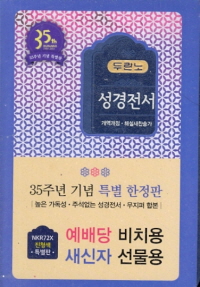 35th
두란노
성경전서
개역개정 · 해설새찬송가
35주년 기념 특별 한정판
| 높은 가독성 · 주석없는 성경전서 · 무지퍼 합본 |
NKR72X
진청색
특별판
예배당 비치용
새신자 선물용